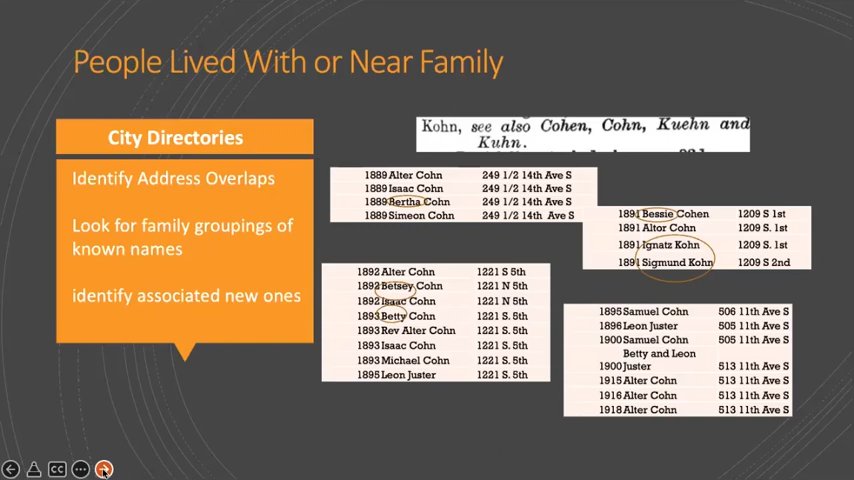 People Lived With or Near Family
City Directories
Identify Address Overlaps
Look for family groupings of
known names
identify associated new ones
Kohn, see also Cohen, Cohn, Kuehn and
Kuhn.
1889 Alter Cohn 249 1/2 14th Ave S
1889 Isaac Cohn 249 1/2 14th Ave S
1889 Bertha Cohn 249 1/2 14th Ave S
1889 Simeon Cohn 249 1/2 14th Ave S
1891 Bessie Cohen 1209 S 1st
1891 Altor Cohn 1209 S. 1st
1891 Ignatz Kohn 1209 S. 1st
1891 Sigmund Kohn 1209 S 2nd
1892 Alter Cohn 1221 S 5th
1892 Betsey Cohn 1221 N 5th
1892 Isaac Cohn 1221 N 5th
1893 Betty Cohn 1221 S. 5th
1893 Rev Alter Cohn 1221 S. 5th
1893 Isaac Cohn 1221 S. 5th
1893 Michael Cohn 1221 S. 5th
1895 Leon Juster 1221 S. 5th
1895 Samuel Cohn 506 11th Ave S
1896 Leon Juster 505 11th Ave S
1900 Samuel Cohn 505 11th Ave S
Betty and Leon
1900 Juster 513 11th Ave S
1915 Alter Cohn 513 11th Ave S
1916 Alter Cohn 513 11th Ave S
1918 Alter Cohn 513 11th Ave S
CC